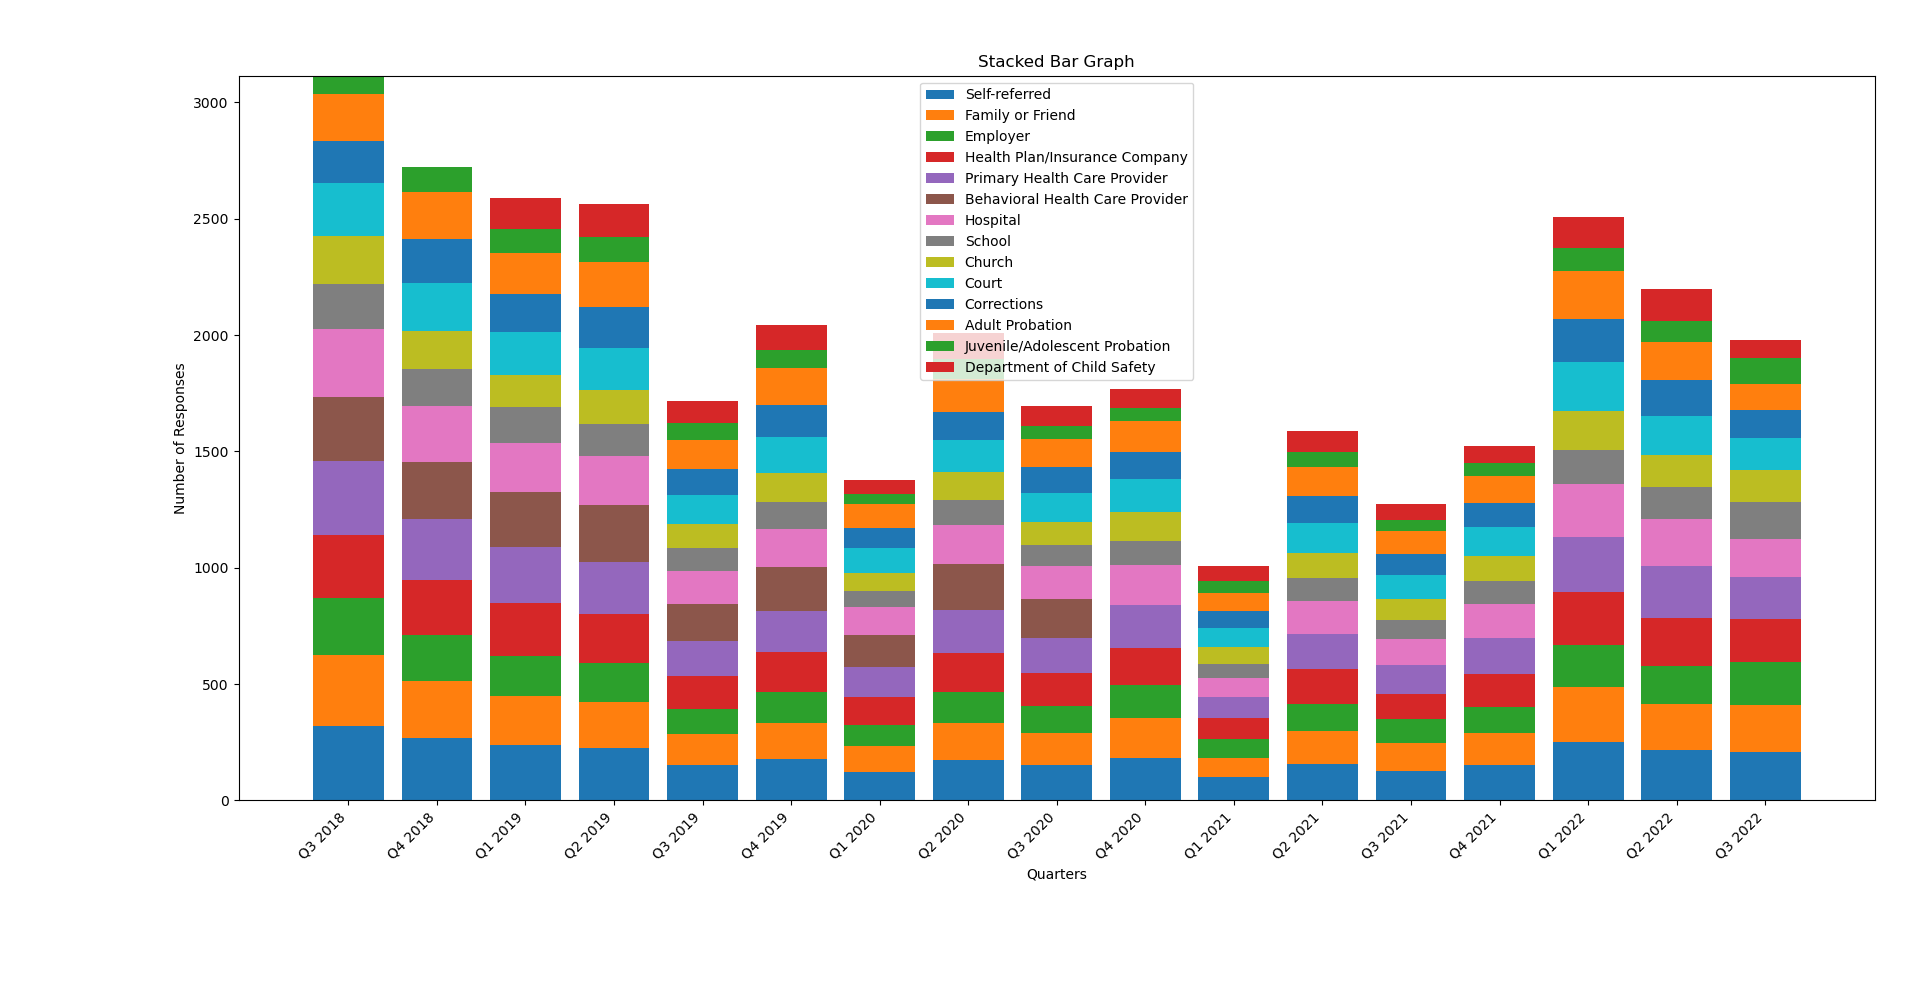 Stacked Bar Graph
Self-referred
Family or Friend
Employer
Health Plan/Insurance Company
Primary Health Care Provider
Behavioral Health Care Provider
Hospital
School
Church
Court
Corrections
Adult Probation
Juvenile/Adolescent Probation
Department of Child Safety
Number of Responses
3000
2500
2000
1500
1000
500
0
Q3 2018
Q4 2018
Q1 2019
Q2 2019
Q3 2019
Q4 2019
Q1 2020
Q2 2020
Q3 2020
Q4 2020
Q1 2021
Q2 2021
Q3 2021
Q4 2021
Q1 2022
Q2 2022
Q3 2022
Quarters